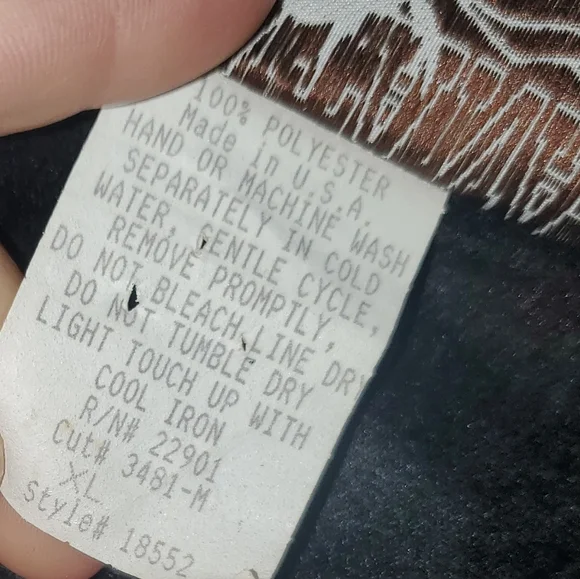 100% POLYESTER
Made in U.S.A.
HAND OR MACHINE WASH
SEPARATELY IN COLD
WATER, GENTLE CYCLE,
REMOVE PROMPTLY,
DO NOT BLEACH, LINE DRY
DO NOT TUMBLE DRY
LIGHT TOUCH UP WITH
COOL IRON
R/N# 22901
Cut# 3481-M
XL
Style# 18552